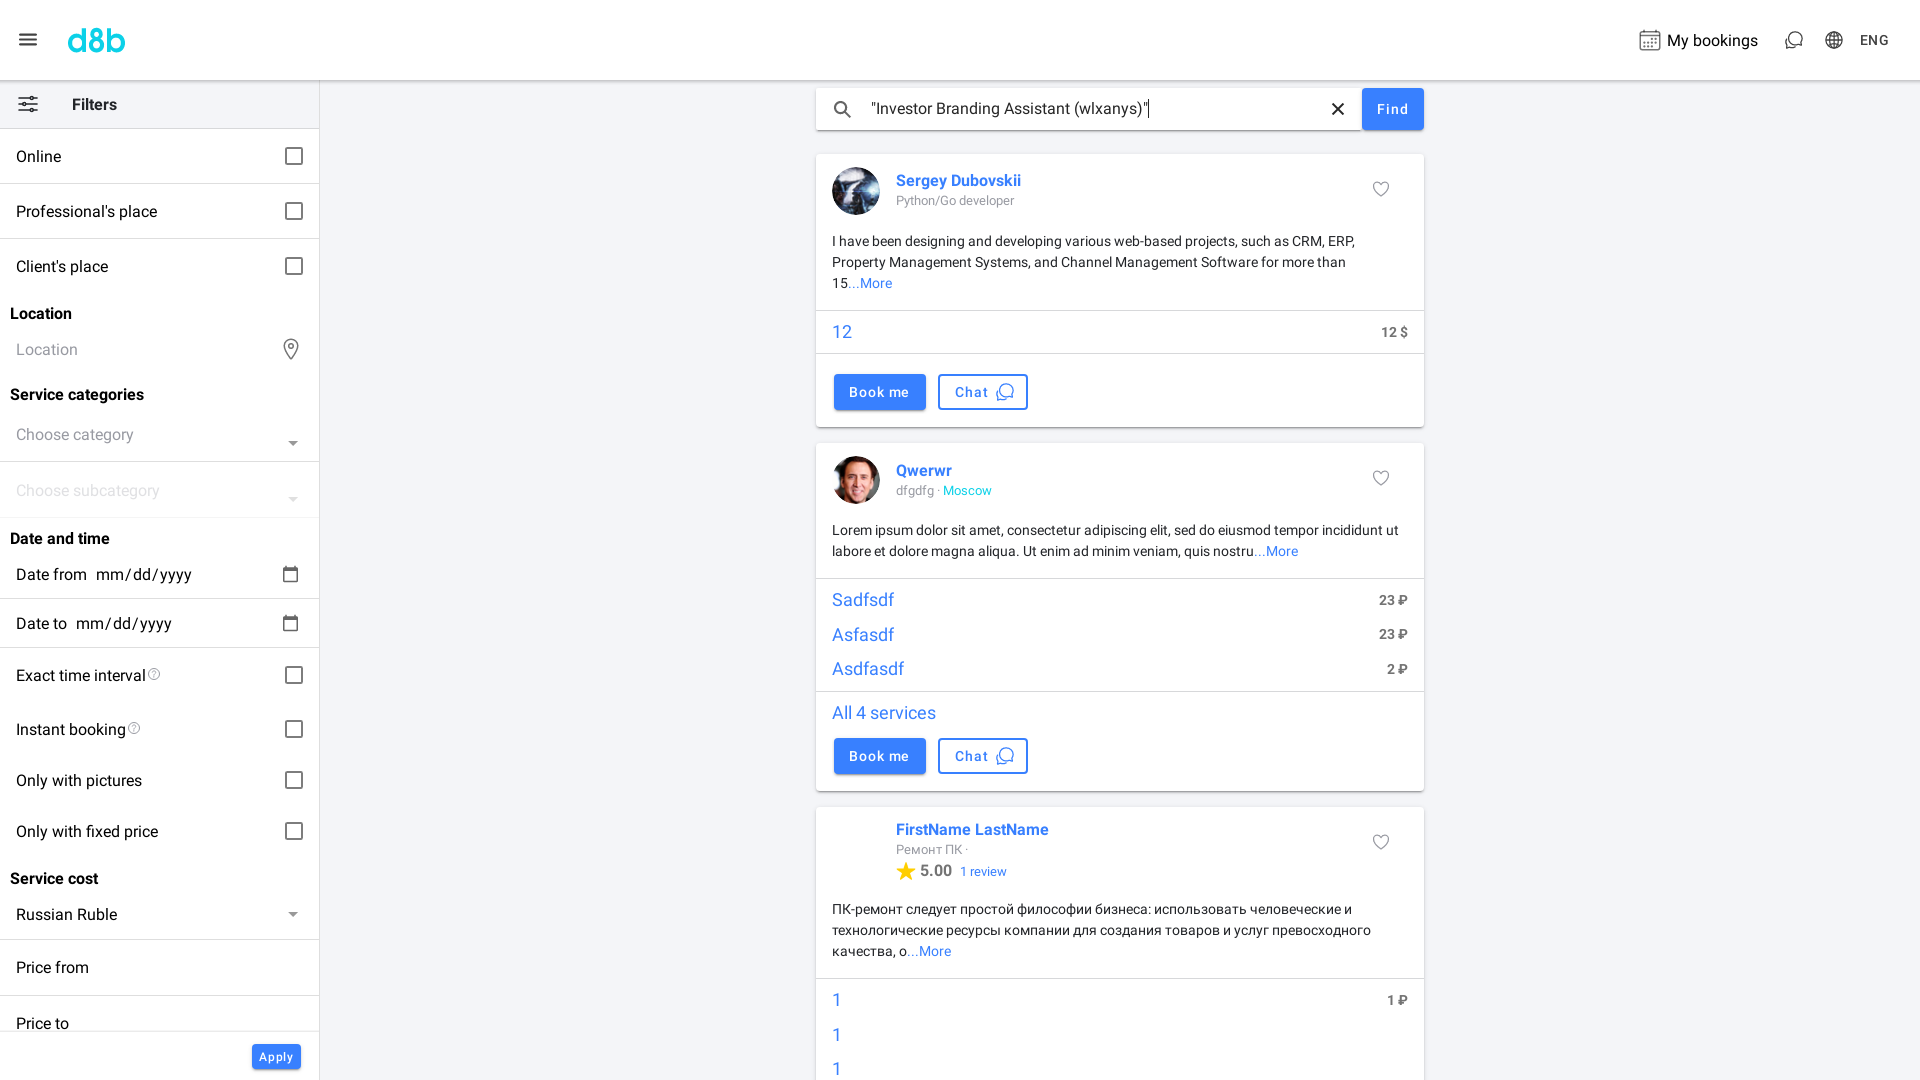 d8b
My bookings
ENG
Filters
Online
Professional's place
Client's place
Location
Location
Service categories
Choose category
Choose subcategory
Date and time
Date from mm/dd/yyyy
Date to mm/dd/yyyy
Exact time interval
Instant booking
Only with pictures
Only with fixed price
Service cost
Russian Ruble
Price from
Price to
Apply
"Investor Branding Assistant (wlxanys)"
Find
Sergey Dubovskii
Python/Go developer
I have been designing and developing various web-based projects, such as CRM, ERP,
Property Management Systems, and Channel Management Software for more than
15...More
12 12 $
Book me Chat
Qwerwr
dfgdfg · Moscow
Lorem ipsum dolor sit amet, consectetur adipiscing elit, sed do eiusmod tempor incididunt ut
labore et dolore magna aliqua. Ut enim ad minim veniam, quis nostru...More
Sadfsdf 23 ₽
Asfasdf 23 ₽
Asdfasdf 2 ₽
All 4 services
Book me Chat
FirstName LastName
Ремонт ПК ·
5.00 1 review
ПК-ремонт следует простой философии бизнеса: использовать человеческие и
технологические ресурсы компании для создания товаров и услуг превосходного
качества, о...More
1 1 ₽
1
1